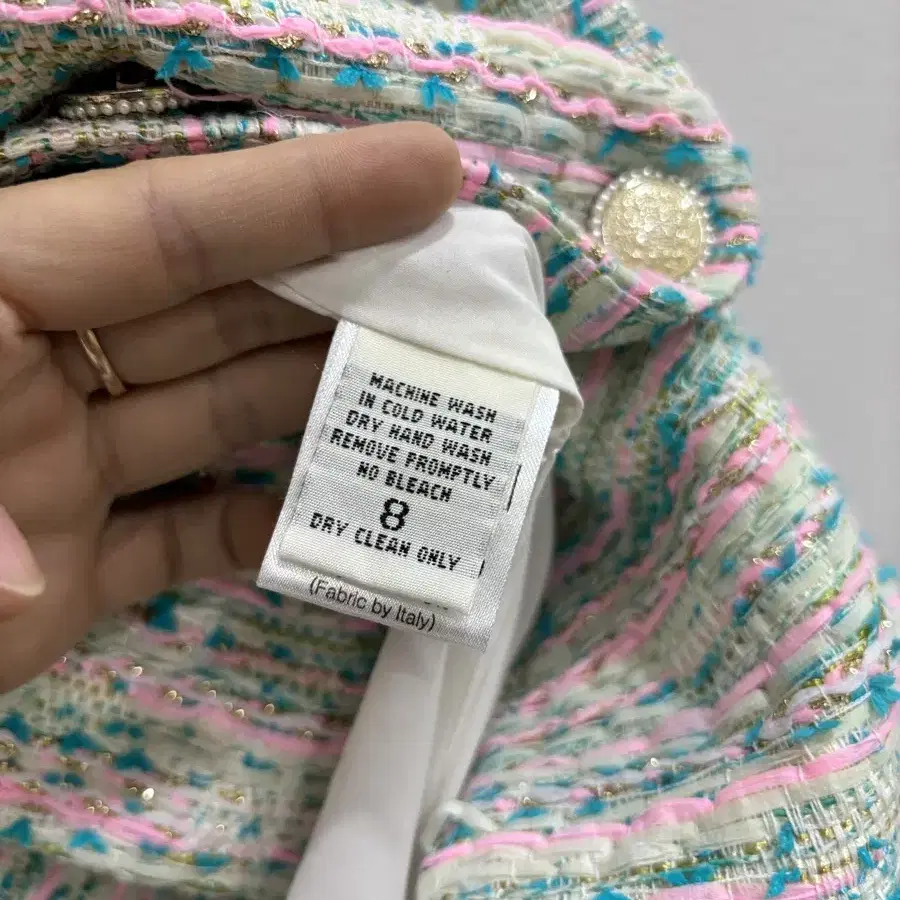 MACHINE WASH
IN COLD WATER
DRY HAND WASH
REMOVE PROMPTLY
NO BLEACH
8
DRY CLEAN ONLY
(Fabric by Italy)